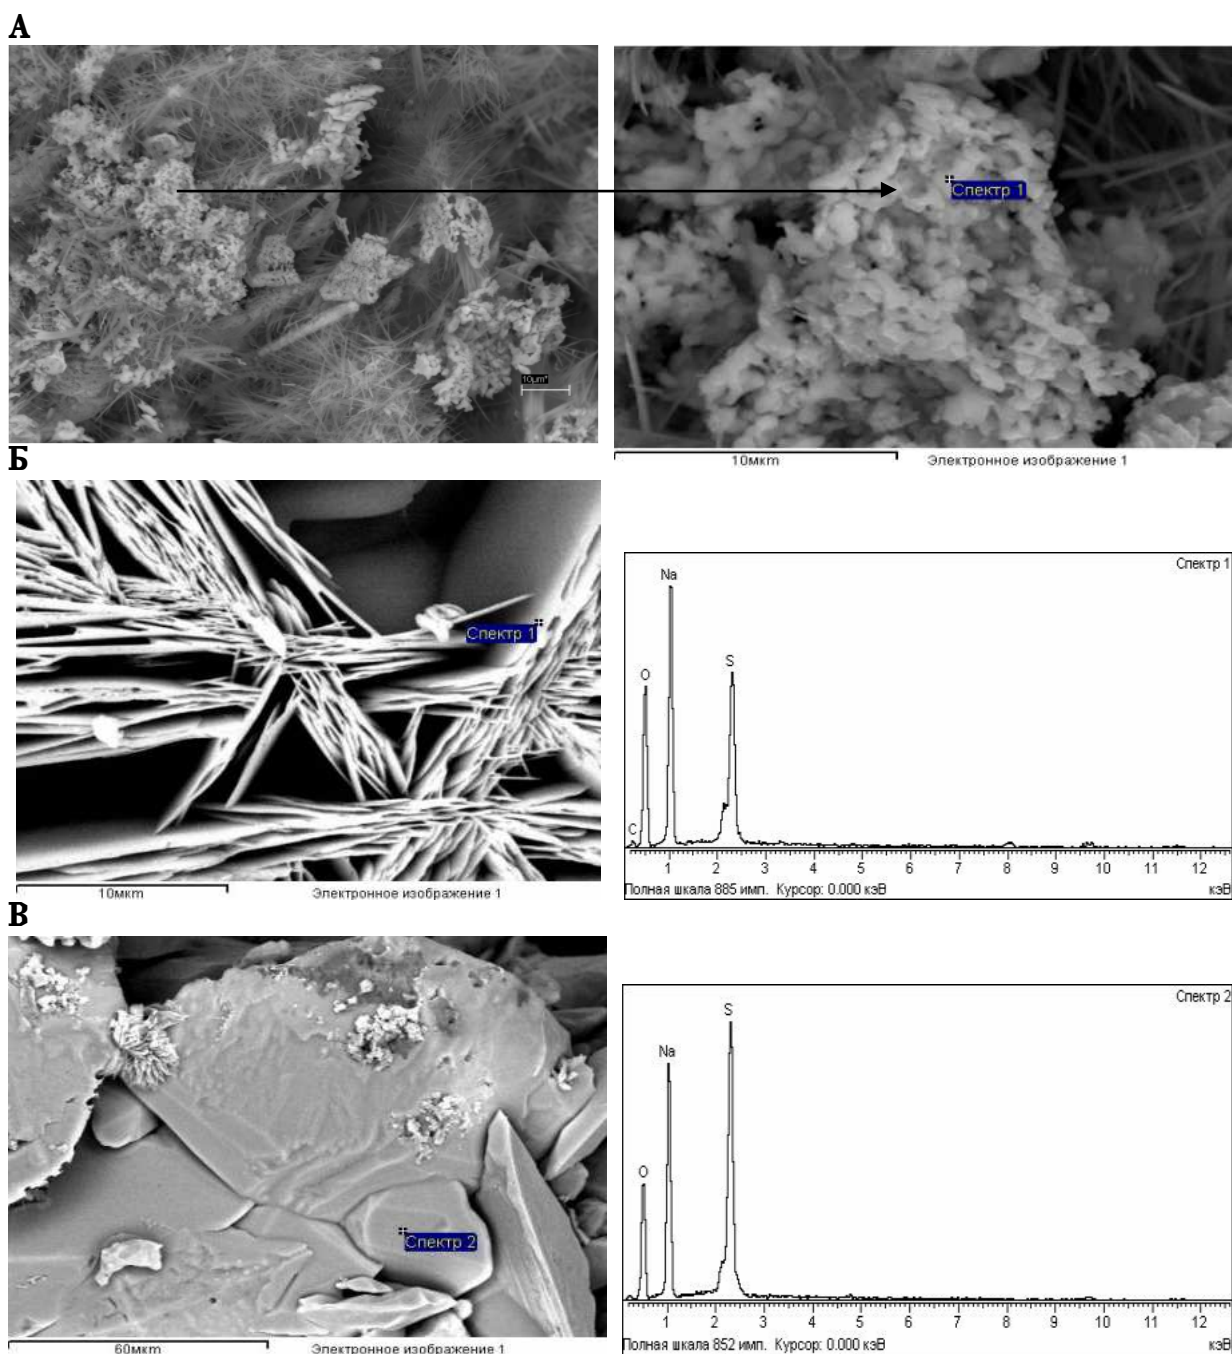 А
Спектр 1
10µm*
10мкm
Электронное изображение 1
Б
Спектр 1
10мкm
Электронное изображение 1
Спектр 1
Na
O
S
C
1 2 3 4 5 6 7 8 9 10 11 12
Полная шкала 885 имп. Курсор: 0.000 кэВ
кэВ
В
Спектр 2
60мкm
Электронное изображение 1
Спектр 2
S
Na
O
1 2 3 4 5 6 7 8 9 10 11 12
Полная шкала 852 имп. Курсор: 0.000 кэВ
кэВ